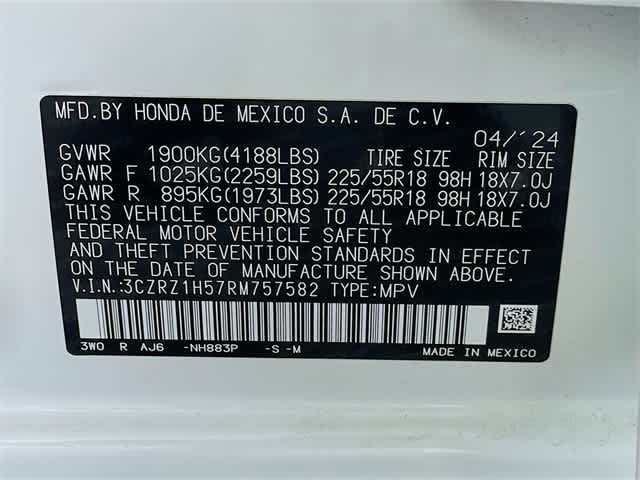 MFD.BY HONDA DE MEXICO S.A. DE C.V.
04/'24
GVWR 1900KG(4188LBS) TIRE SIZE RIM SIZE
GAWR F 1025KG(2259LBS) 225/55R18 98H 18X7.0J
GAWR R 895KG(1973LBS) 225/55R18 98H 18X7.0J
THIS VEHICLE CONFORMS TO ALL APPLICABLE
FEDERAL MOTOR VEHICLE SAFETY
AND THEFT PREVENTION STANDARDS IN EFFECT
ON THE DATE OF MANUFACTURE SHOWN ABOVE.
V.I.N.:3CZRZ1H57RM757582 TYPE:MPV
3W0 R AJ6 -NH883P -S -M MADE IN MEXICO